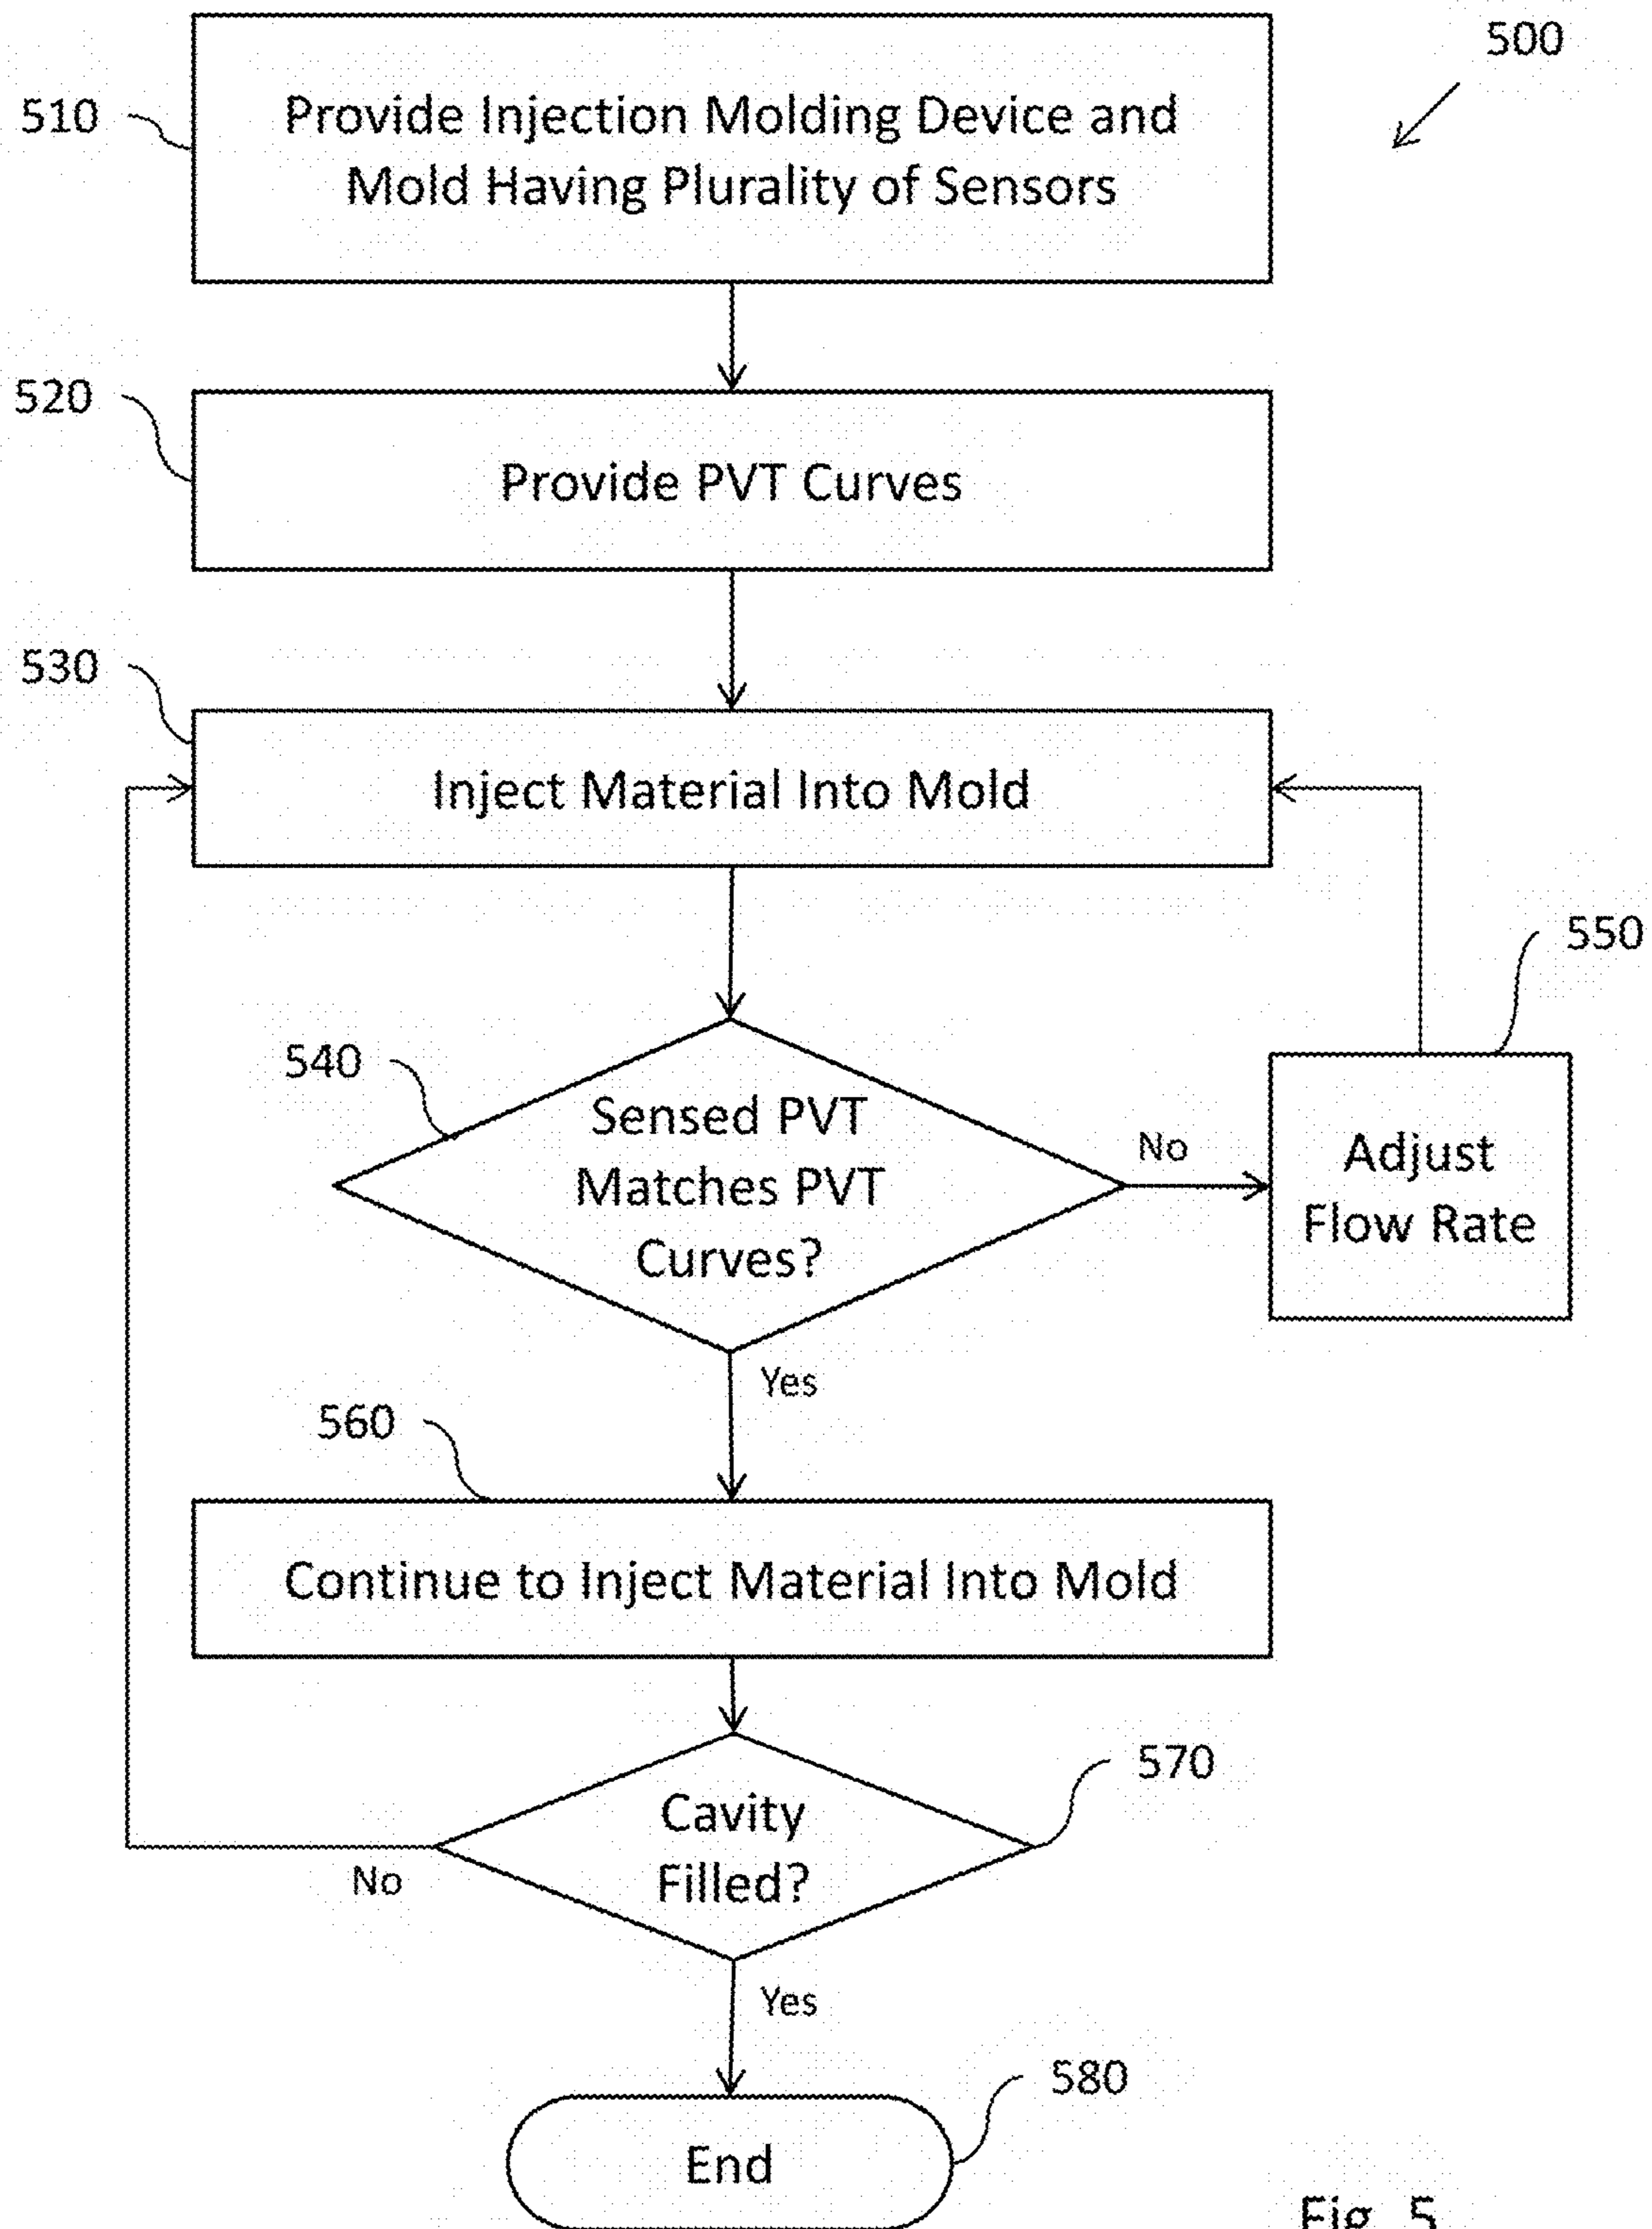 500
510
Provide Injection Molding Device and
Mold Having Plurality of Sensors
520
Provide PVT Curves
530
Inject Material Into Mold
550
540
Sensed PVT
Matches PVT
Curves?
No
Adjust
Flow Rate
Yes
560
Continue to Inject Material Into Mold
570
Cavity
Filled?
No
Yes
580
End
Fig. 5